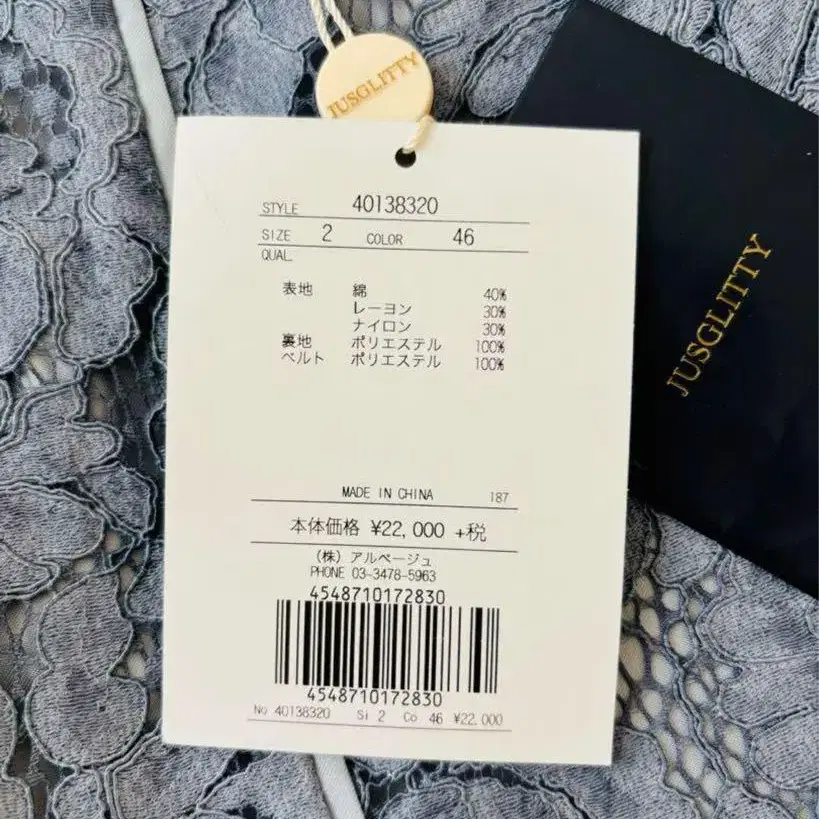 JUSGLITTY
STYLE 40138320
SIZE 2 COLOR 46
QUAL.
表地 綿 40%
レーヨン 30%
ナイロン 30%
裏地 ポリエステル 100%
ベルト ポリエステル 100%
MADE IN CHINA 187
本体価格 ¥22,000 +税
(株) アルページュ
PHONE 03-3478-5963
4548710172830
4548710172830
No 40138320 Si 2 Co 46 ¥22,000
JUSGLITTY